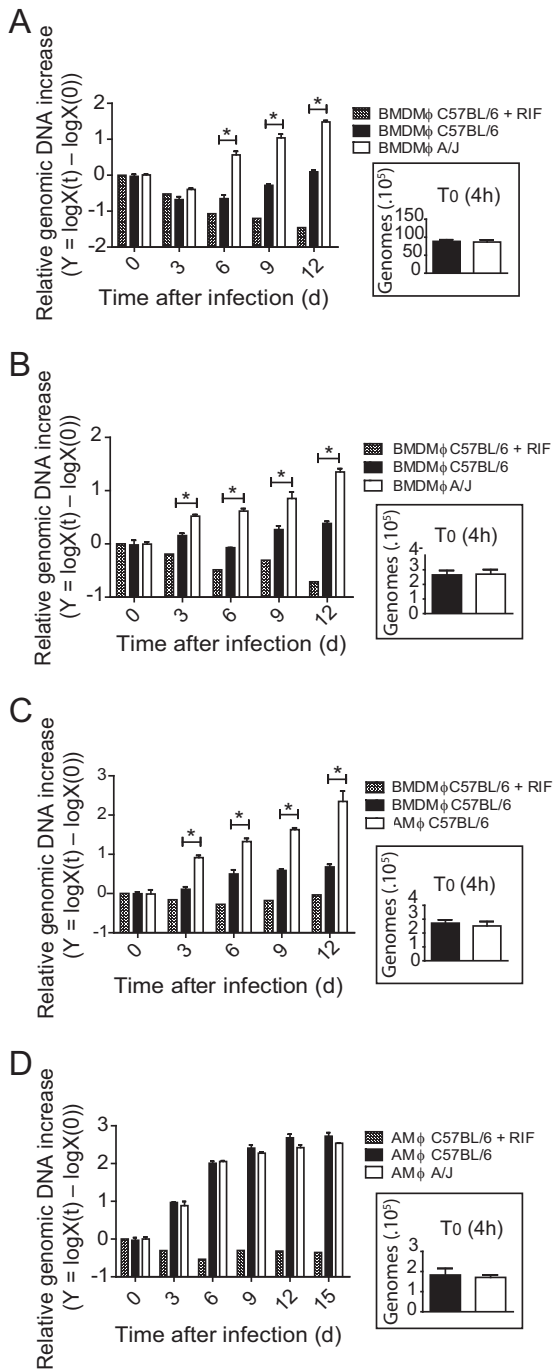 A
Relative genomic DNA increase
(Y = logX(t) – logX(0))
2
1
0
-1
-2
* * *
0 3 6 9 12
Time after infection (d)
BMDMϕ C57BL/6 + RIF
BMDMϕ C57BL/6
BMDMϕ A/J
T0 (4h)
Genomes (.10⁵)
150
100
50
0
B
Relative genomic DNA increase
(Y = logX(t) – logX(0))
2
1
0
-1
* * * *
0 3 6 9 12
Time after infection (d)
BMDMϕ C57BL/6 + RIF
BMDMϕ C57BL/6
BMDMϕ A/J
T0 (4h)
Genomes (.10⁵)
4
3
2
1
0
C
Relative genomic DNA increase
(Y = logX(t) – logX(0))
3
2
1
0
-1
* * * *
0 3 6 9 12
Time after infection (d)
BMDMϕ C57BL/6 + RIF
BMDMϕ C57BL/6
AMϕ C57BL/6
T0 (4h)
Genomes (.10⁵)
4
3
2
1
0
D
Relative genomic DNA increase
(Y = logX(t) – logX(0))
3
2
1
0
-1
0 3 6 9 12 15
Time after infection (d)
AMϕ C57BL/6 + RIF
AMϕ C57BL/6
AMϕ A/J
T0 (4h)
Genomes (.10⁵)
3
2
1
0